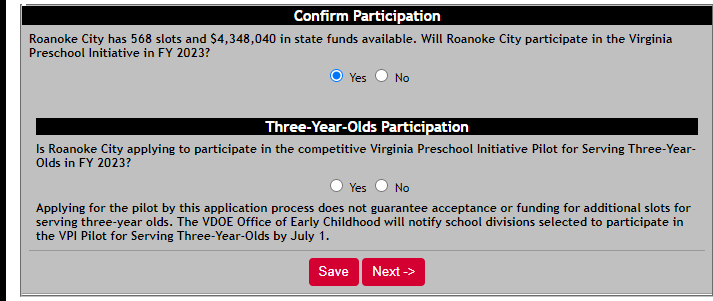 Confirm Participation
Roanoke City has 568 slots and $4,348,040 in state funds available. Will Roanoke City participate in the Virginia
Preschool Initiative in FY 2023?
Yes No
Three-Year-Olds Participation
Is Roanoke City applying to participate in the competitive Virginia Preschool Initiative Pilot for Serving Three-Year-
Olds in FY 2023?
Yes No
Applying for the pilot by this application process does not guarantee acceptance or funding for additional slots for
serving three-year olds. The VDOE Office of Early Childhood will notify school divisions selected to participate in
the VPI Pilot for Serving Three-Year-Olds by July 1.
Save Next ->